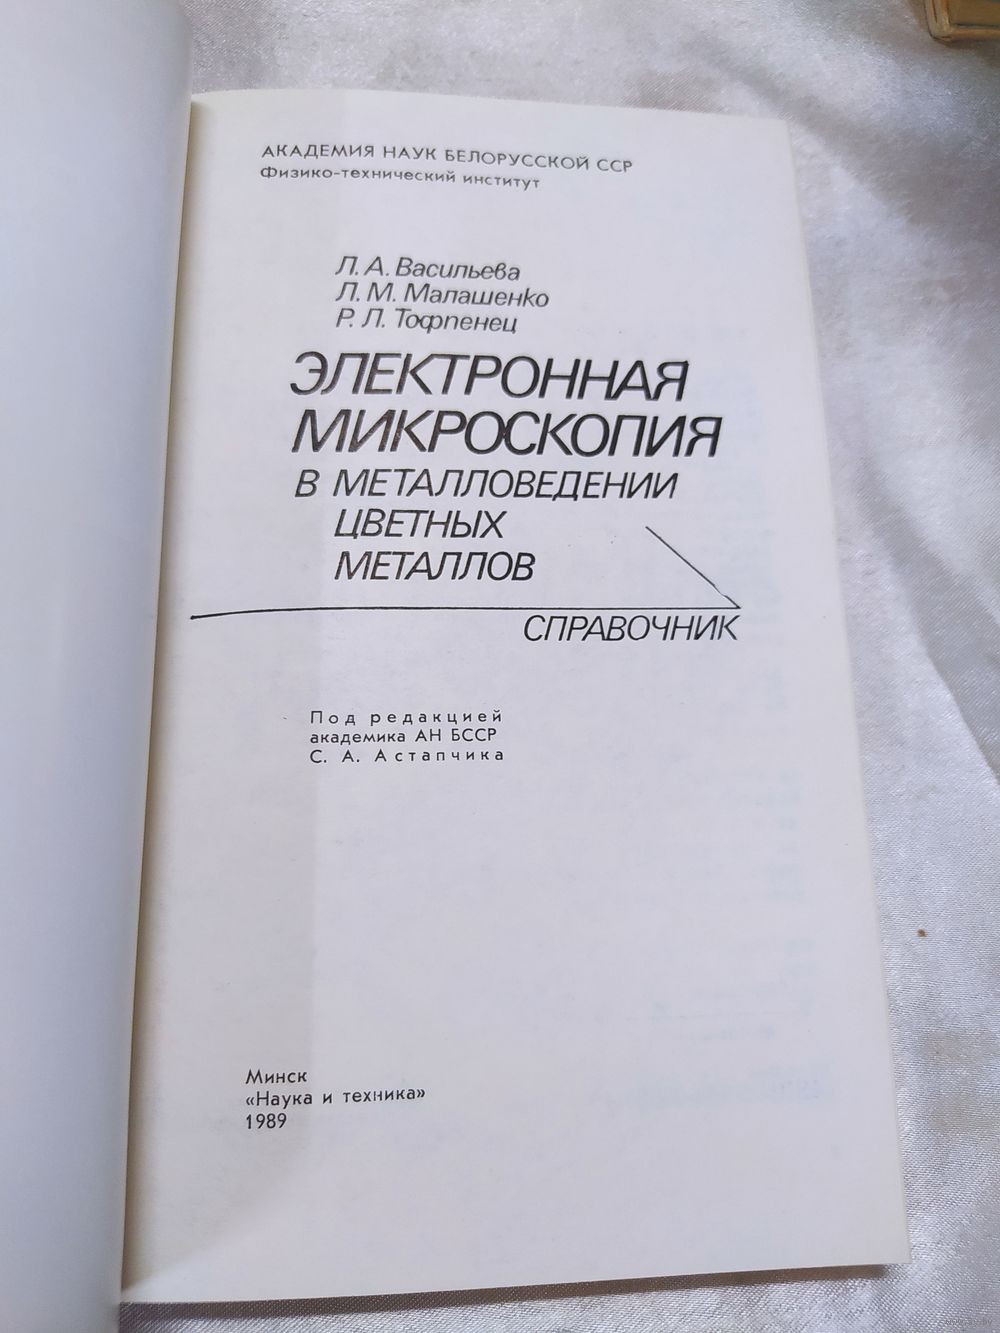 АКАДЕМИЯ НАУК БЕЛОРУССКОЙ ССР
Физико-технический институт
Л. А. Васильева
Л. М. Малашенко
Р. Л. Тофпенец
ЭЛЕКТРОННАЯ
МИКРОСКОПИЯ
В МЕТАЛЛОВЕДЕНИИ
ЦВЕТНЫХ
МЕТАЛЛОВ
СПРАВОЧНИК
Под редакцией
академика АН БССР
С. А. Астапчика
Минск
«Наука и техника»
1989